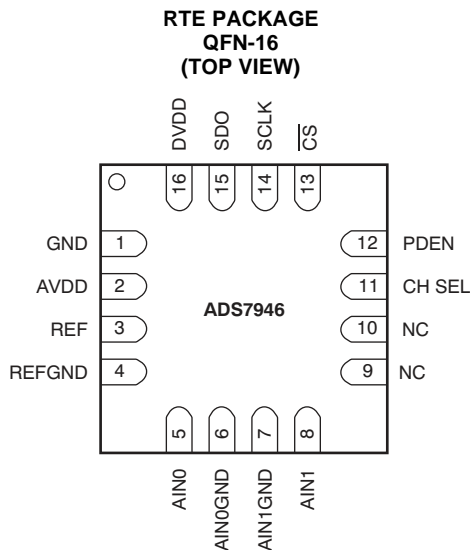 RTE PACKAGE
QFN-16
(TOP VIEW)
DVDD SDO SCLK CS
16 15 14 13
GND 1 12 PDEN
AVDD 2 11 CH SEL
ADS7946
REF 3 10 NC
REFGND 4 9 NC
5 6 7 8
AIN0 AIN0GND AIN1GND AIN1